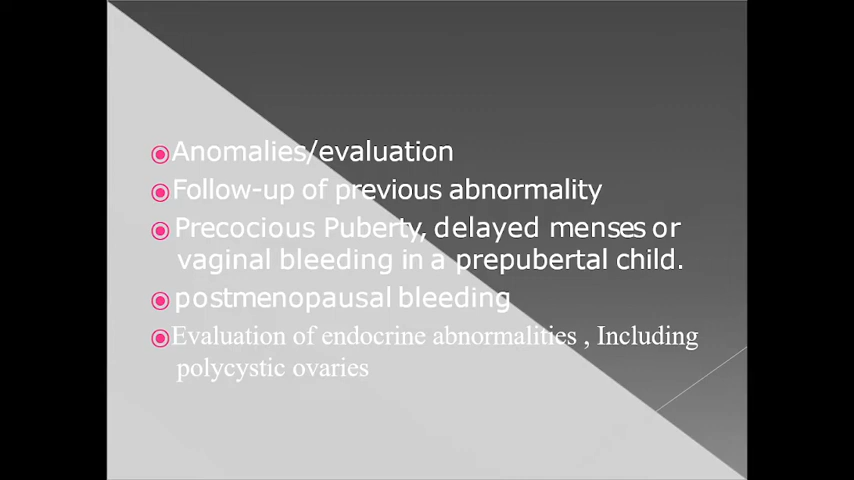 Anomalies/evaluation
Follow-up of previous abnormality
Precocious Puberty, delayed menses or
vaginal bleeding in a prepubertal child.
postmenopausal bleeding
Evaluation of endocrine abnormalities , Including
polycystic ovaries